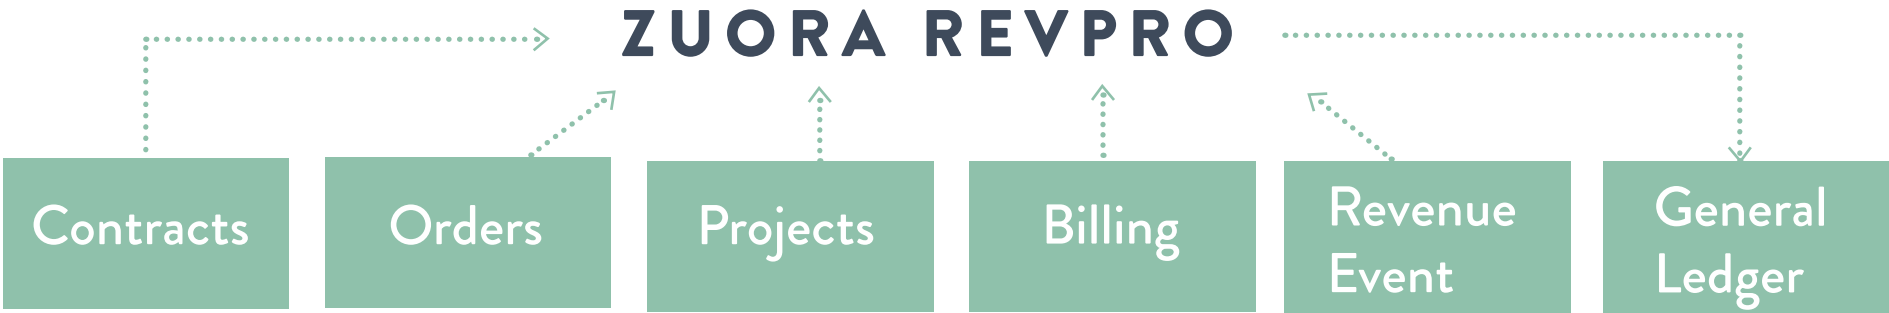 ZUORA REVPRO
Contracts
Orders
Projects
Billing
Revenue
Event
General
Ledger